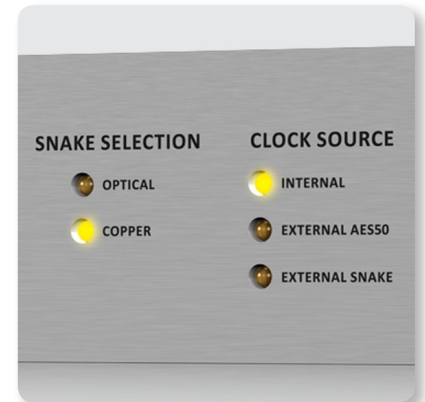 SNAKE SELECTION
OPTICAL
COPPER
CLOCK SOURCE
INTERNAL
EXTERNAL AES50
EXTERNAL SNAKE